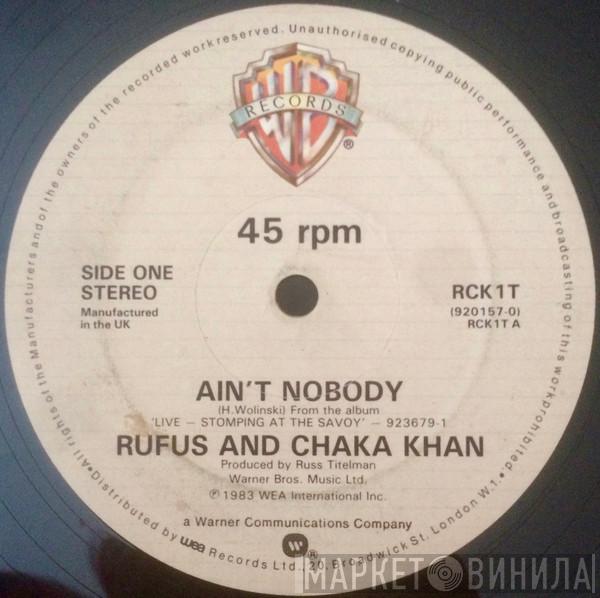 • All rights of the Manufacturers and of the owners of the recorded work reserved. Unauthorised copying public performance and broadcasting of this work prohibited. •
WB
RECORDS
®
45 rpm
SIDE ONE
STEREO
Manufactured
in the UK
RCK1T
(920157-0)
RCK1T A
AIN'T NOBODY
(H.Wolinski) From the album
'LIVE – STOMPING AT THE SAVOY' – 923679-1
RUFUS AND CHAKA KHAN
Produced by Russ Titelman
Warner Bros. Music Ltd.
℗ 1983 WEA International Inc.
a Warner Communications Company
W ®
Distributed by wea Records Ltd., 20, Broadwick St. London W.1.
МАРКЕТ ВИНИЛА